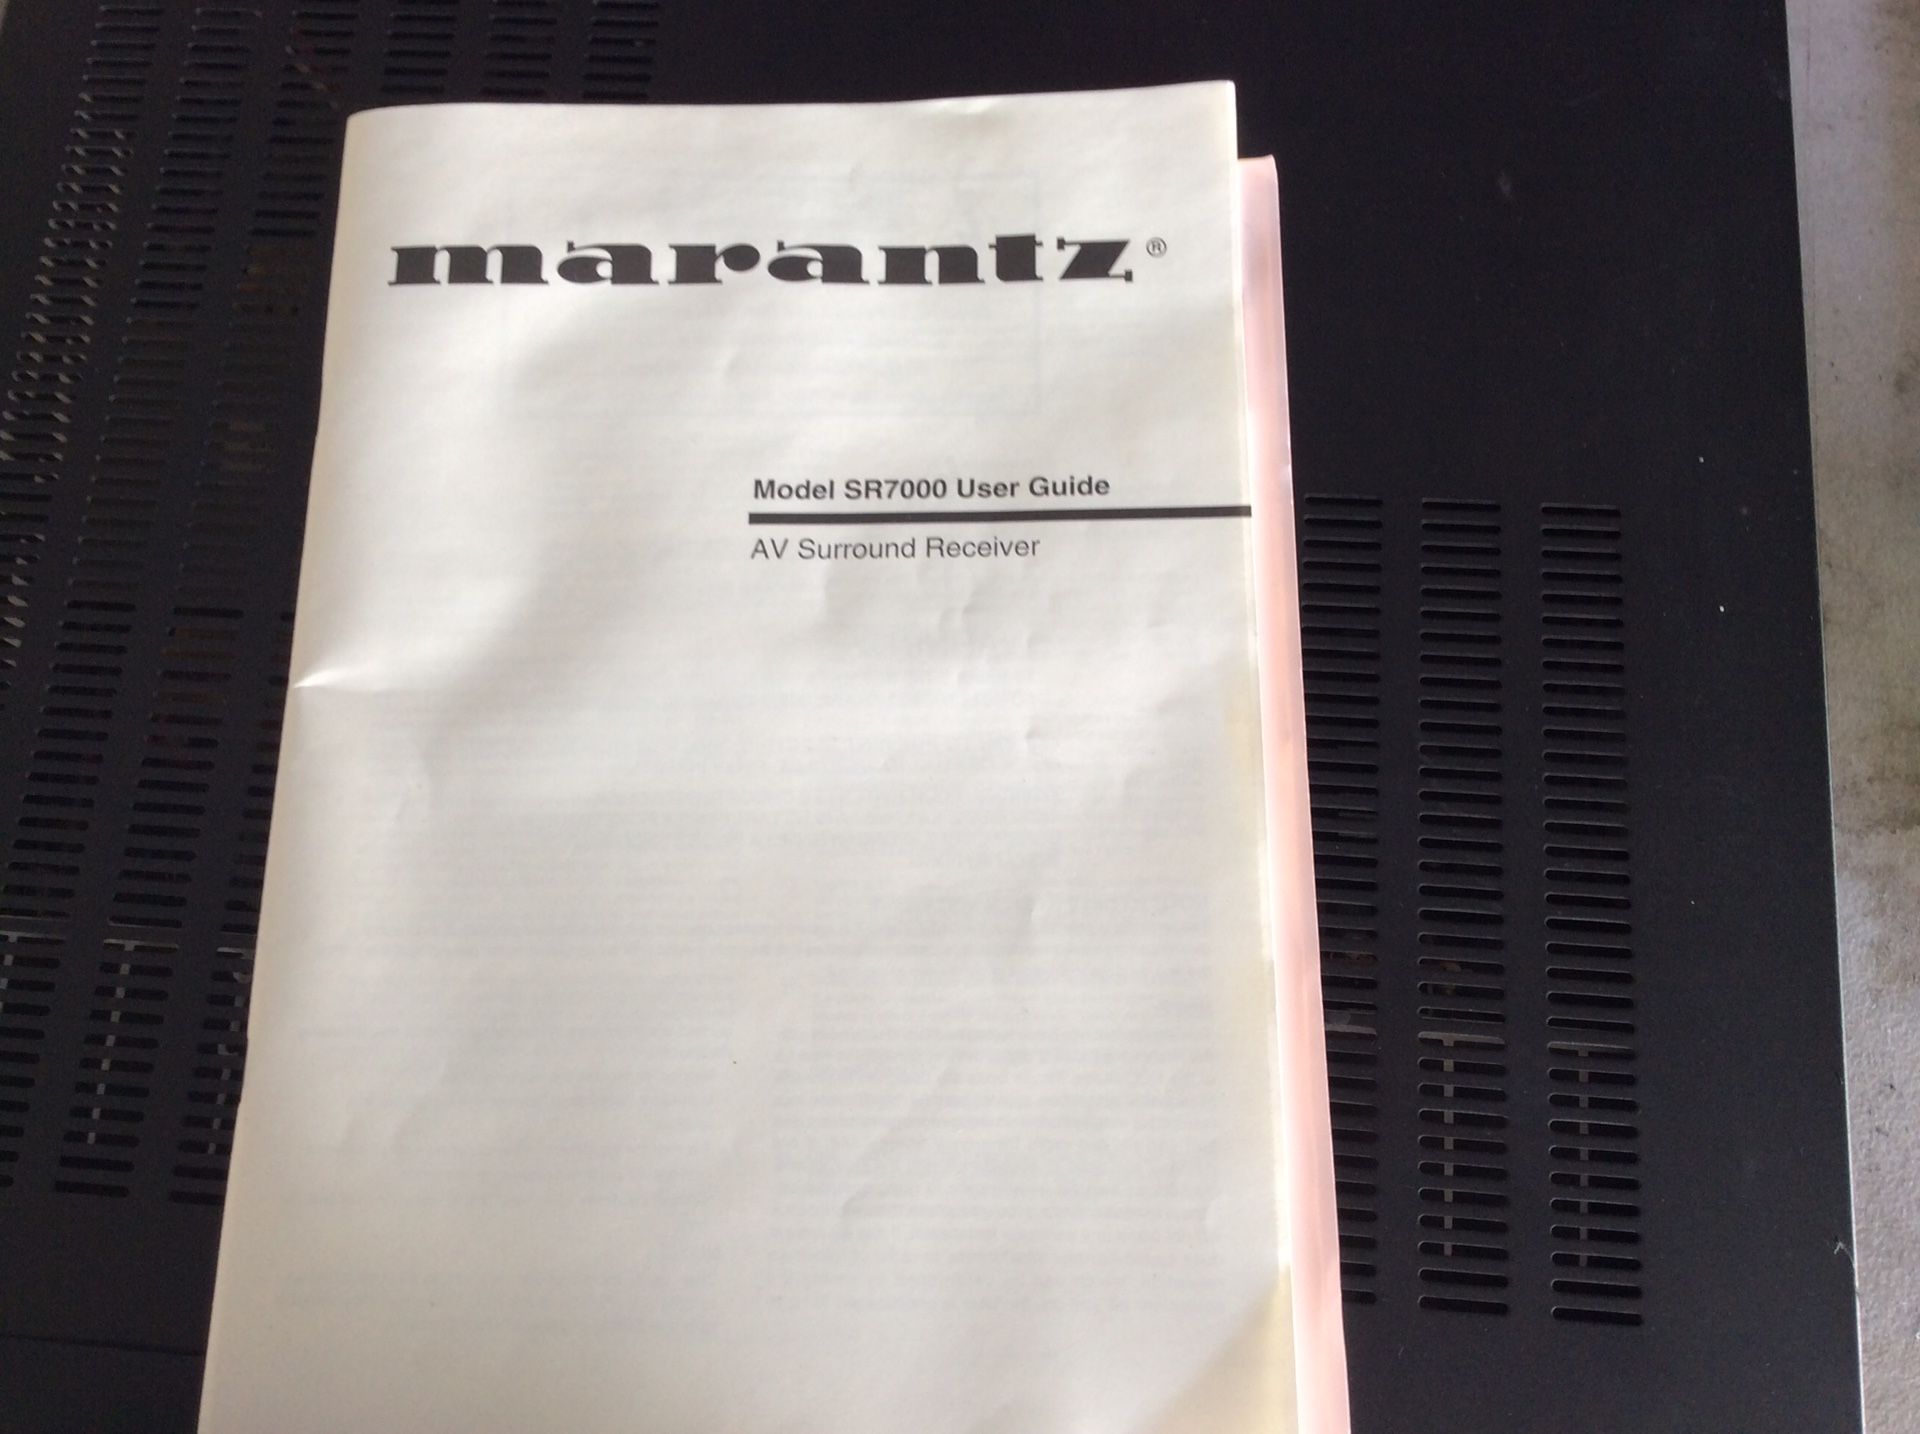 marantz®
Model SR7000 User Guide
AV Surround Receiver